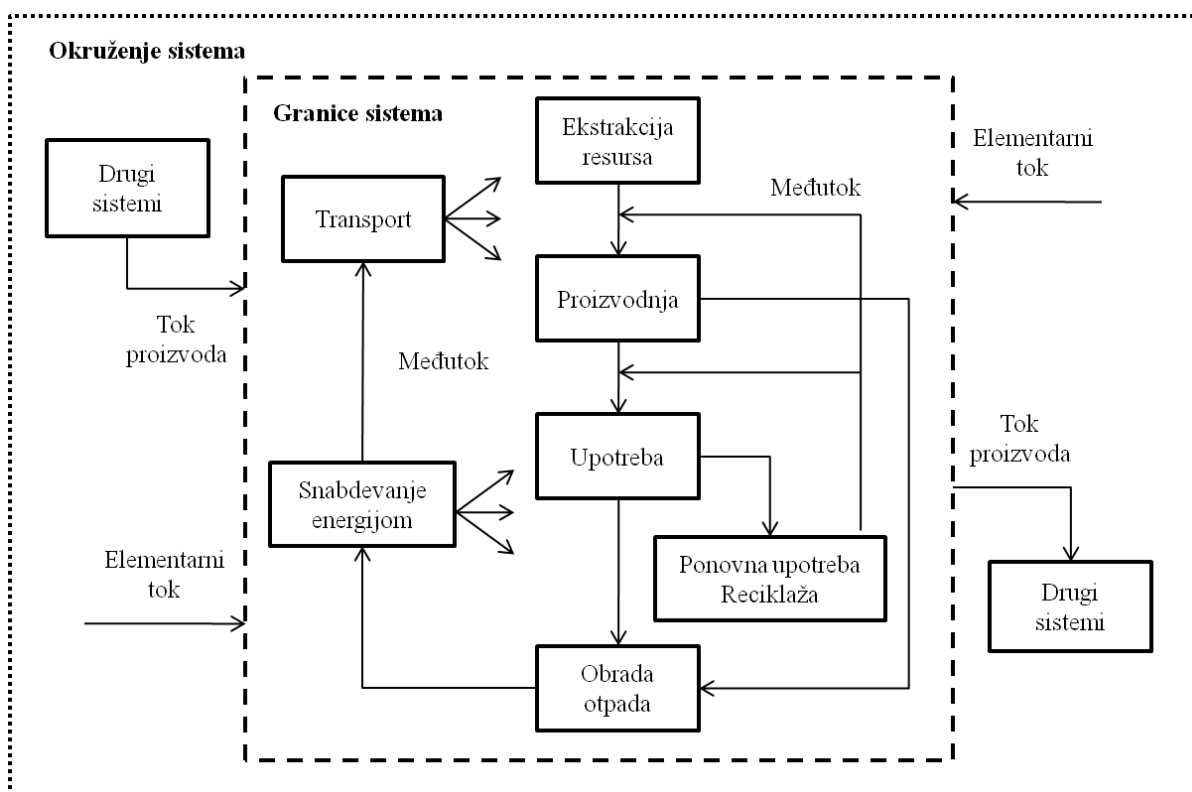 Okruženje sistema
Granice sistema
Drugi
sistemi
Tok
proizvoda
Elementarni
tok
Transport
Međutok
Snabdevanje
energijom
Ekstrakcija
resursa
Međutok
Proizvodnja
Upotreba
Ponovna upotreba
Reciklaža
Obrada
otpada
Elementarni
tok
Tok
proizvoda
Drugi
sistemi